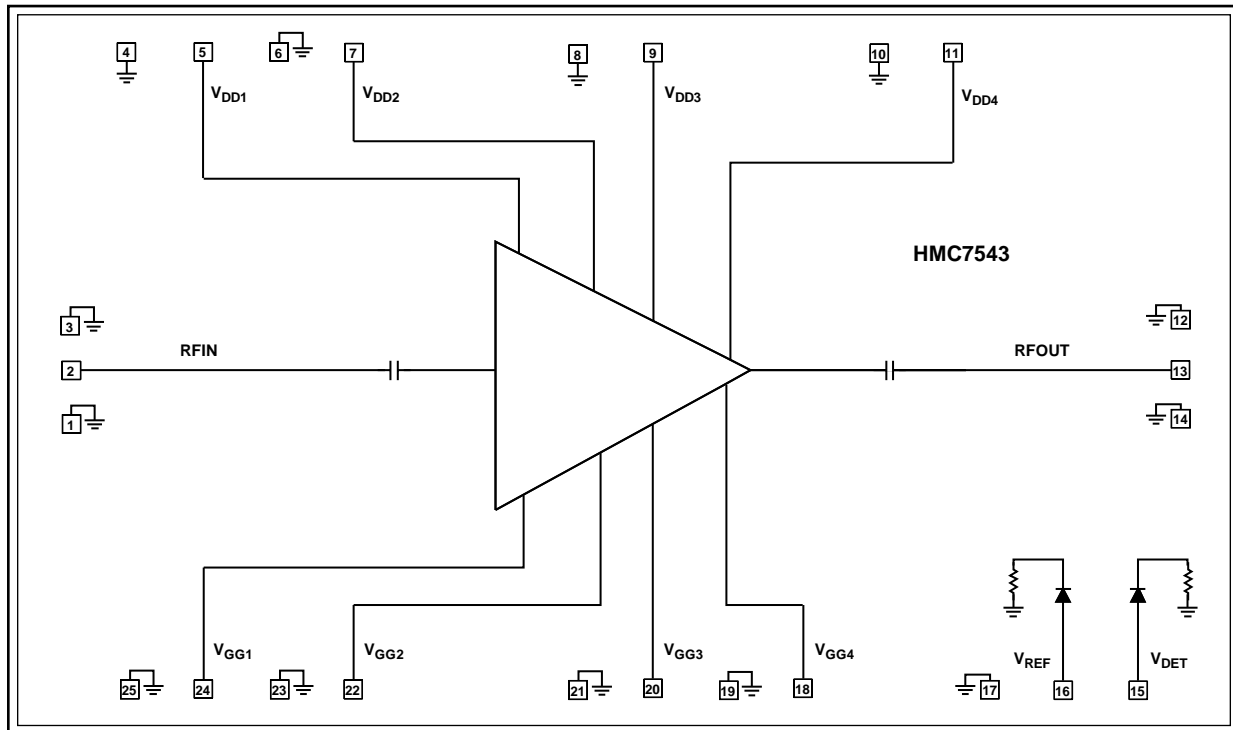 4 5 6 7 8 9 10 11
VDD1 VDD2 VDD3 VDD4
HMC7543
3 12
RFIN RFOUT
2 13
1 14
VGG1 VGG2 VGG3 VGG4 VREF VDET
25 24 23 22 21 20 19 18 17 16 15